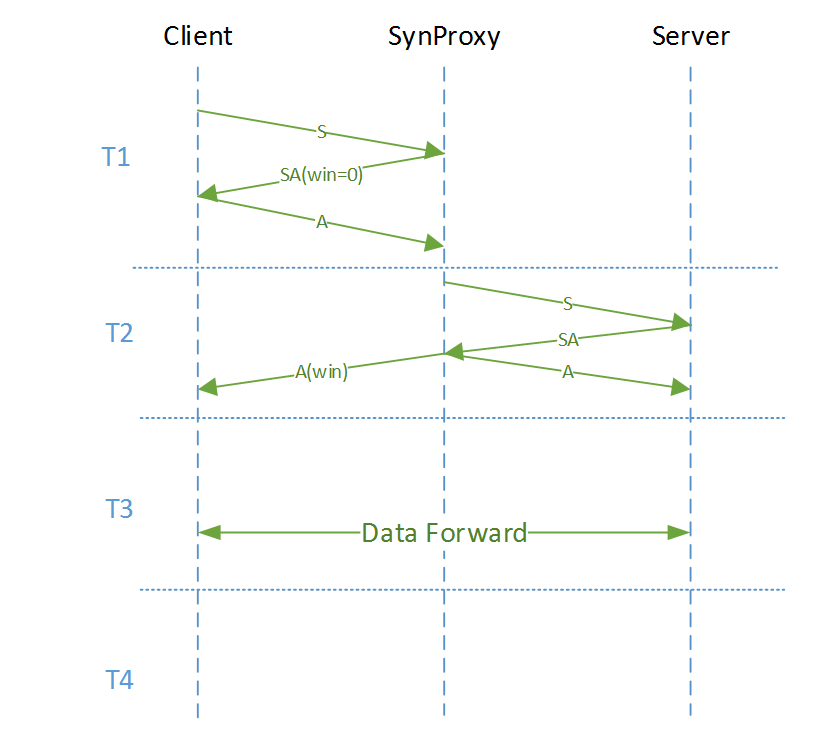 Client SynProxy Server
T1
S
SA(win=0)
A
T2
S
SA
A(win) A
T3
Data Forward
T4